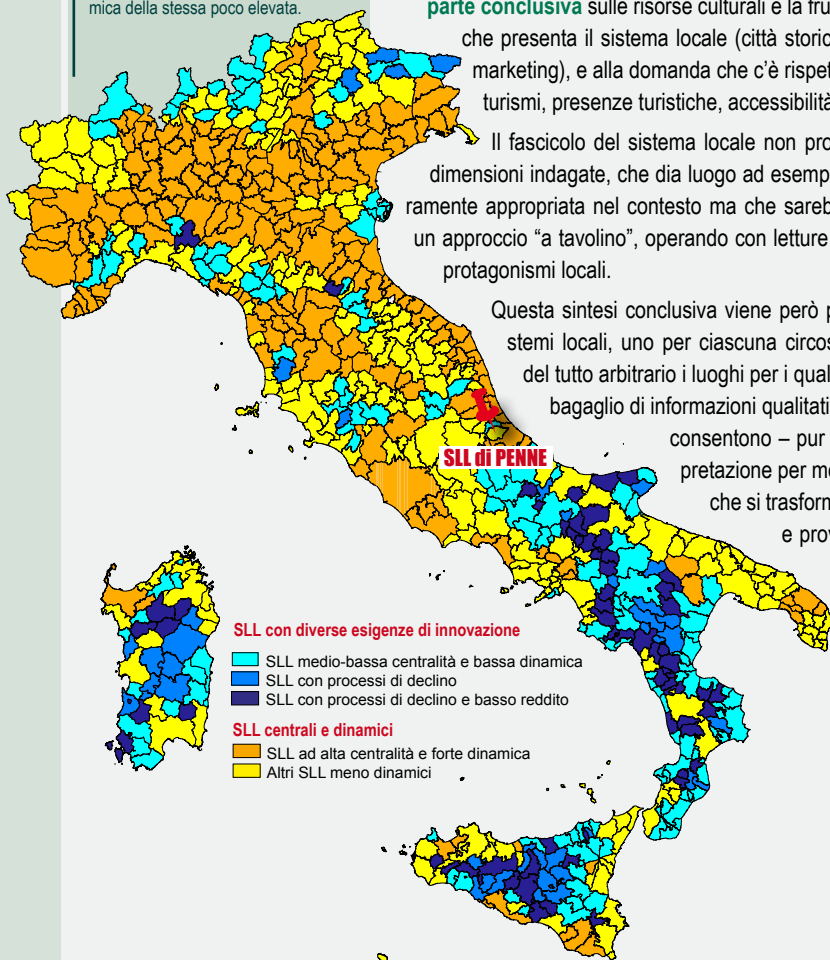 mica della stessa poco elevata.
parte conclusiva sulle risorse culturali e la fru
che presenta il sistema locale (città storic
marketing), e alla domanda che c'è rispet
turismi, presenze turistiche, accessibilità
Il fascicolo del sistema locale non pro
dimensioni indagate, che dia luogo ad esemp
ramente appropriata nel contesto ma che sareb
un approccio "a tavolino", operando con letture
protagonismi locali.
Questa sintesi conclusiva viene però p
stemi locali, uno per ciascuna circos
del tutto arbitrario i luoghi per i qual
bagaglio di informazioni qualitati
consentono – pur
pretazione per me
che si trasform
e prov
SLL di PENNE
SLL con diverse esigenze di innovazione
SLL medio-bassa centralità e bassa dinamica
SLL con processi di declino
SLL con processi di declino e basso reddito
SLL centrali e dinamici
SLL ad alta centralità e forte dinamica
Altri SLL meno dinamici